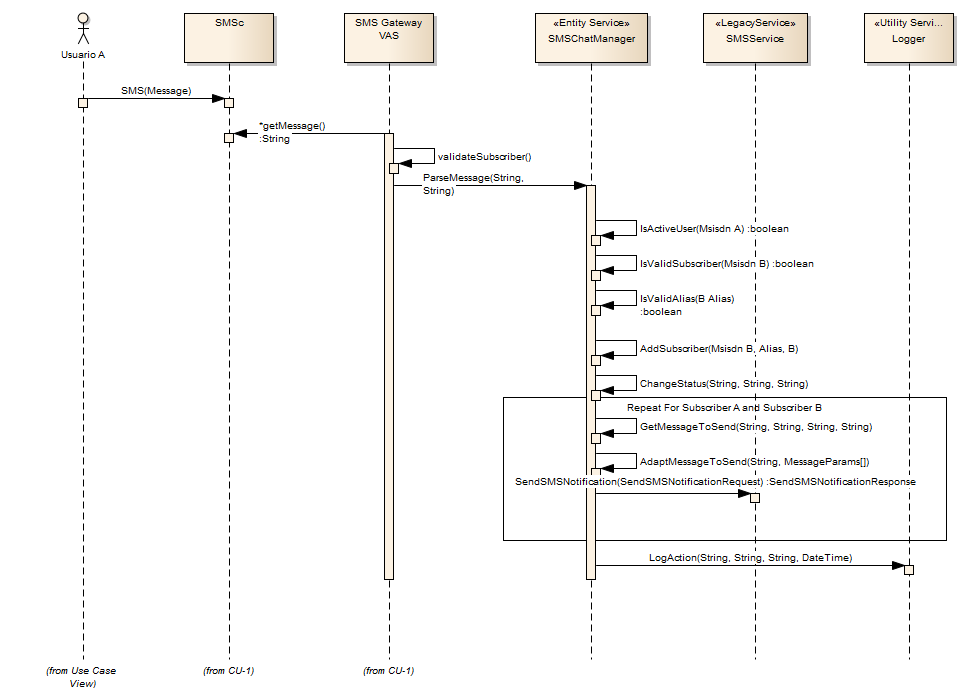 SMSc
SMS Gateway
VAS
«Entity Service»
SMSChatManager
«LegacyService»
SMSService
«Utility Servi...
Logger
Usuario A
SMS(Message)
*getMessage()
:String
validateSubscriber()
ParseMessage(String,
String)
IsActiveUser(Msisdn A) :boolean
IsValidSubscriber(Msisdn B) :boolean
IsValidAlias(B Alias)
:boolean
AddSubscriber(Msisdn B, Alias, B)
ChangeStatus(String, String, String)
Repeat For Subscriber A and Subscriber B
GetMessageToSend(String, String, String, String)
AdaptMessageToSend(String, MessageParams[])
SendSMSNotification(SendSMSNotificationRequest) :SendSMSNotificationResponse
LogAction(String, String, String, DateTime)
(from Use Case
View)
(from CU-1)
(from CU-1)